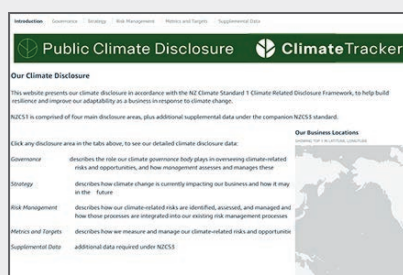 Introduction Governance Strategy Risk Management Metrics and Targets Supplemental Data
Public Climate Disclosure ClimateTracker
Our Climate Disclosure
This website presents our climate disclosure in accordance with the NZ Climate Standard 1 Climate-Related Disclosure Framework, to help build
resilience and improve our adaptability as a business in response to climate change.
NZCS1 is comprised of four main disclosure areas, plus additional supplemental data under the companion NZCS3 standard.
Click any disclosure area in the tabs above, to see our detailed climate disclosure data:
Governance describes the role our climate governance body plays in overseeing climate-related
risks and opportunities, and how management assesses and manages these
Strategy describes how climate change is currently impacting our business and how it may
in the future
Risk Management describes how our climate-related risks are identified, assessed, and managed and
how those processes are integrated into our existing risk management processes
Metrics and Targets describes how we measure and manage our climate-related risks and opportunitie
Supplemental Data additional data required under NZCS3
Our Business Locations